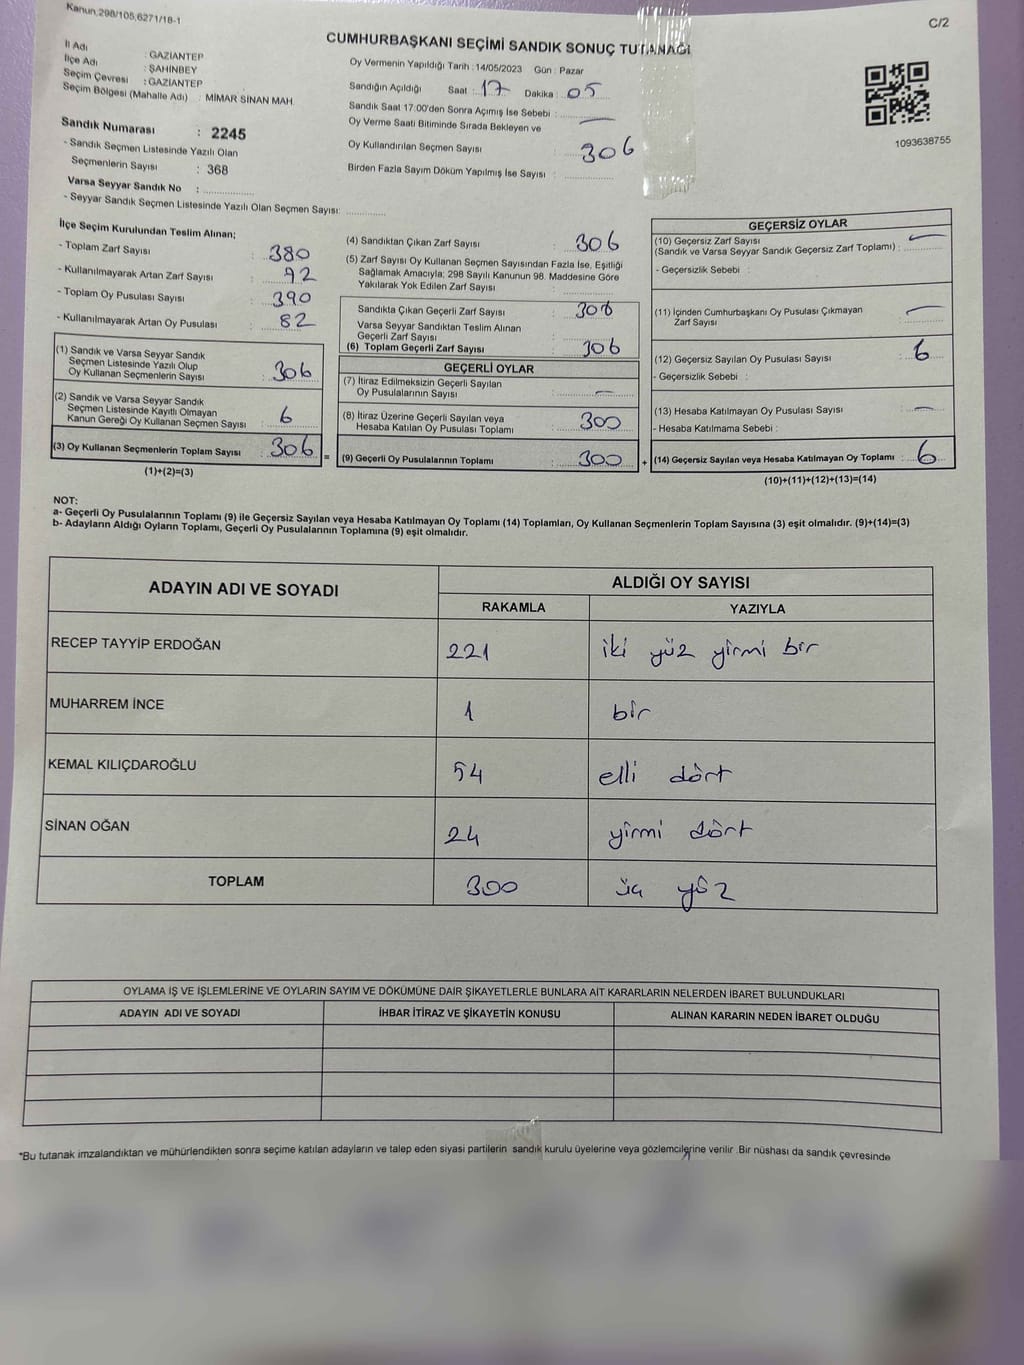 Kanun,298/105,6271/18-1
C/2
CUMHURBAŞKANI SEÇİMİ SANDIK SONUÇ TUTANAĞI
İl Adı : GAZİANTEP
İlçe Adı : ŞAHİNBEY
Seçim Çevresi : GAZİANTEP
Seçim Bölgesi (Mahalle Adı) : MİMAR SİNAN MAH.
Sandık Numarası : 2245
- Sandık Seçmen Listesinde Yazılı Olan
Seçmenlerin Sayısı : 368
Varsa Seyyar Sandık No :
- Seyyar Sandık Seçmen Listesinde Yazılı Olan Seçmen Sayısı:
Oy Vermenin Yapıldığı Tarih : 14/05/2023 Gün : Pazar
Sandığın Açıldığı Saat : 17 Dakika : 05
Sandık Saat 17:00'den Sonra Açımış İse Sebebi :
Oy Verme Saati Bitiminde Sırada Bekleyen ve
Oy Kullandırılan Seçmen Sayısı : 306
Birden Fazla Sayım Döküm Yapılmış İse Sayısı :
1093638755
İlçe Seçim Kurulundan Teslim Alınan;
- Toplam Zarf Sayısı : 380
- Kullanılmayarak Artan Zarf Sayısı : 92
- Toplam Oy Pusulası Sayısı : 390
- Kullanılmayarak Artan Oy Pusulası : 82
(1) Sandık ve Varsa Seyyar Sandık
Seçmen Listesinde Yazılı Olup
Oy Kullanan Seçmenlerin Sayısı : 306
(2) Sandık ve Varsa Seyyar Sandık
Seçmen Listesinde Kayıtlı Olmayan
Kanun Gereği Oy Kullanan Seçmen Sayısı : 6
(3) Oy Kullanan Seçmenlerin Toplam Sayısı : 306
(1)+(2)=(3)
=
(4) Sandıktan Çıkan Zarf Sayısı : 306
(5) Zarf Sayısı Oy Kullanan Seçmen Sayısından Fazla İse, Eşitliği
Sağlamak Amacıyla; 298 Sayılı Kanunun 98. Maddesine Göre
Yakılarak Yok Edilen Zarf Sayısı :
Sandıkta Çıkan Geçerli Zarf Sayısı : 306
Varsa Seyyar Sandıktan Teslim Alınan
Geçerli Zarf Sayısı :
(6) Toplam Geçerli Zarf Sayısı : 306
GEÇERLİ OYLAR
(7) İtiraz Edilmeksizin Geçerli Sayılan
Oy Pusulalarının Sayısı : –
(8) İtiraz Üzerine Geçerli Sayılan veya
Hesaba Katılan Oy Pusulası Toplamı : 300
(9) Geçerli Oy Pusulalarının Toplamı : 300
+
GEÇERSİZ OYLAR
(10) Geçersiz Zarf Sayısı
(Sandık ve Varsa Seyyar Sandık Geçersiz Zarf Toplamı) : –
- Geçersizlik Sebebi :
(11) İçinden Cumhurbaşkanı Oy Pusulası Çıkmayan
Zarf Sayısı : –
(12) Geçersiz Sayılan Oy Pusulası Sayısı : 6
- Geçersizlik Sebebi :
(13) Hesaba Katılmayan Oy Pusulası Sayısı : –
- Hesaba Katılmama Sebebi :
(14) Geçersiz Sayılan veya Hesaba Katılmayan Oy Toplamı : 6
(10)+(11)+(12)+(13)=(14)
NOT:
a- Geçerli Oy Pusulalarının Toplamı (9) ile Geçersiz Sayılan veya Hesaba Katılmayan Oy Toplamı (14) Toplamları, Oy Kullanan Seçmenlerin Toplam Sayısına (3) eşit olmalıdır. (9)+(14)=(3)
b- Adayların Aldığı Oyların Toplamı, Geçerli Oy Pusulalarının Toplamına (9) eşit olmalıdır.
ADAYIN ADI VE SOYADI ALDIĞI OY SAYISI
RAKAMLA YAZIYLA
RECEP TAYYİP ERDOĞAN 221 iki yüz yirmi bir
MUHARREM İNCE 1 bir
KEMAL KILIÇDAROĞLU 54 elli dört
SİNAN OĞAN 24 yirmi dört
TOPLAM 300 üç yüz
OYLAMA İŞ VE İŞLEMLERİNE VE OYLARIN SAYIM VE DÖKÜMÜNE DAİR ŞİKAYETLERLE BUNLARA AİT KARARLARIN NELERDEN İBARET BULUNDUKLARI
ADAYIN ADI VE SOYADI İHBAR İTİRAZ VE ŞİKAYETİN KONUSU ALINAN KARARIN NEDEN İBARET OLDUĞU
*Bu tutanak imzalandıktan ve mühürlendikten sonra seçime katılan adayların ve talep eden siyasi partilerin sandık kurulu üyelerine veya gözlemcilerine verilir .Bir nüshası da sandık çevresinde